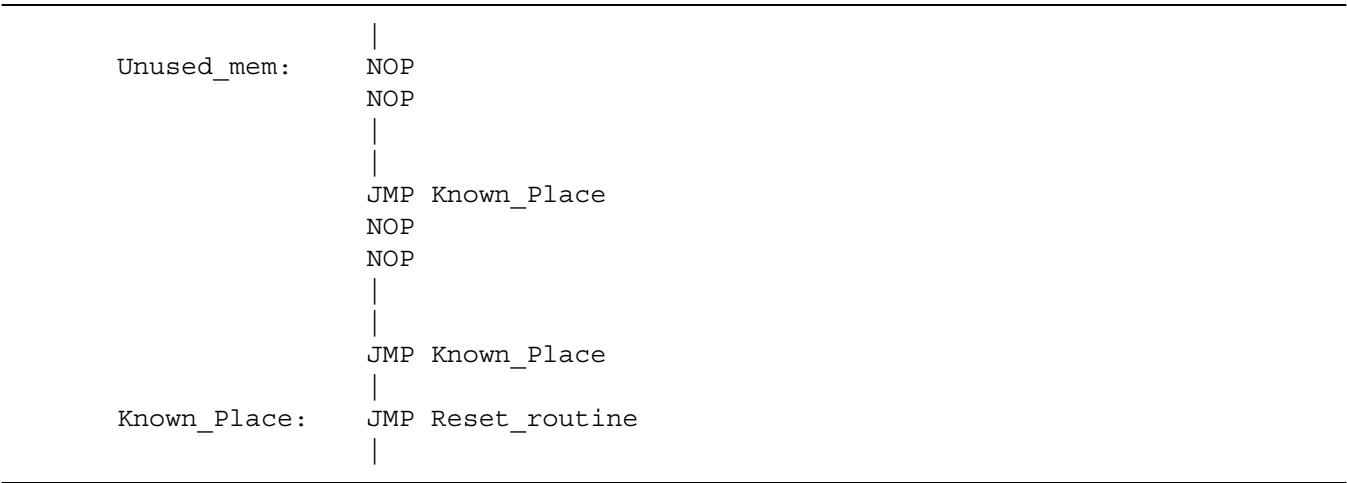 |
Unused_mem: NOP
NOP
|
|
JMP Known_Place
NOP
NOP
|
|
JMP Known_Place
|
Known_Place: JMP Reset_routine
|